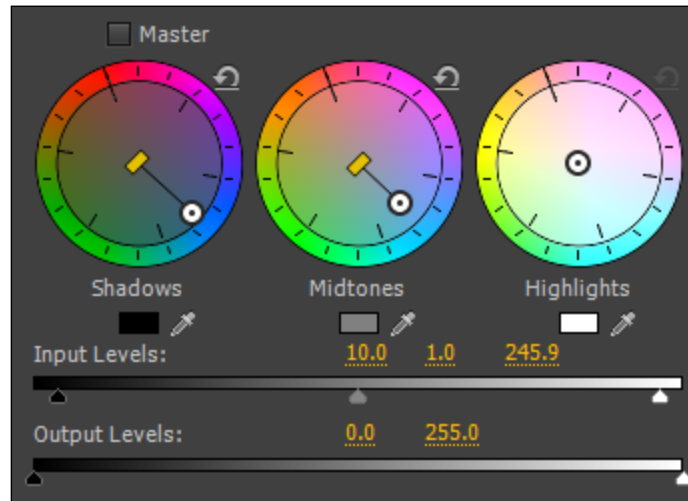 Master
Shadows Midtones Highlights
Input Levels: 10.0 1.0 245.9
Output Levels: 0.0 255.0